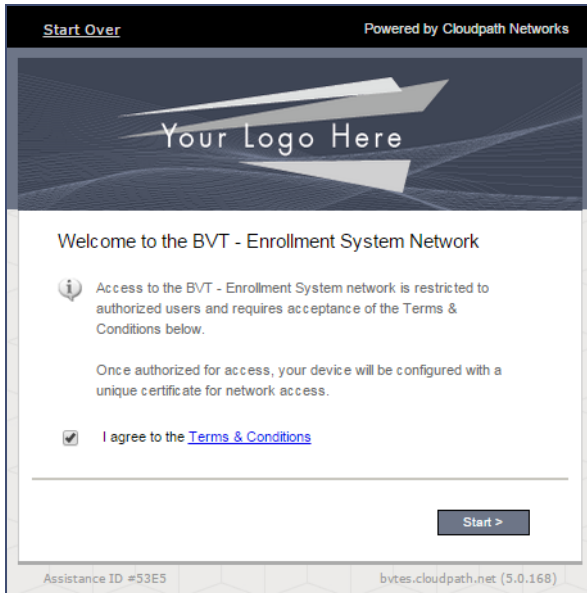 Start Over
Powered by Cloudpath Networks
Your Logo Here
Welcome to the BVT - Enrollment System Network
Access to the BVT - Enrollment System network is restricted to
authorized users and requires acceptance of the Terms &
Conditions below.
Once authorized for access, your device will be configured with a
unique certificate for network access.
I agree to the Terms & Conditions
Start >
Assistance ID #53E5
bvtes.cloudpath.net (5.0.168)